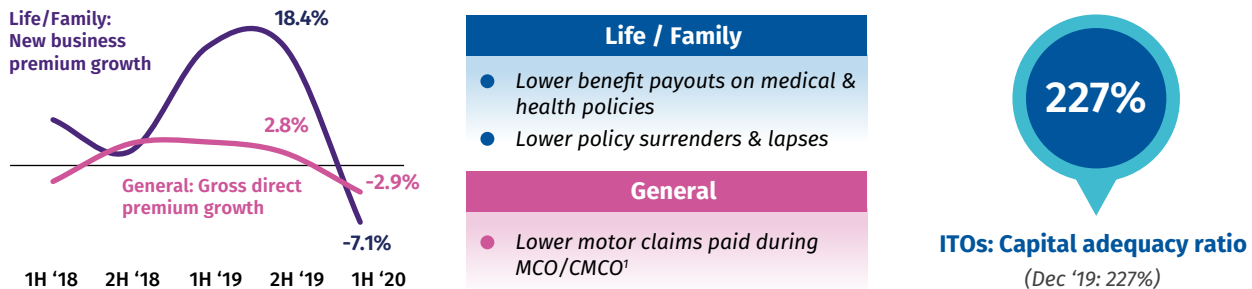 Life/Family:
New business
premium growth
18.4%
2.8%
General: Gross direct
premium growth
-2.9%
-7.1%
1H ‘18 2H ‘18 1H ‘19 2H ‘19 1H ‘20
Life / Family
● Lower benefit payouts on medical &
health policies
● Lower policy surrenders & lapses
General
● Lower motor claims paid during
MCO/CMCO¹
227%
ITOs: Capital adequacy ratio
(Dec ‘19: 227%)